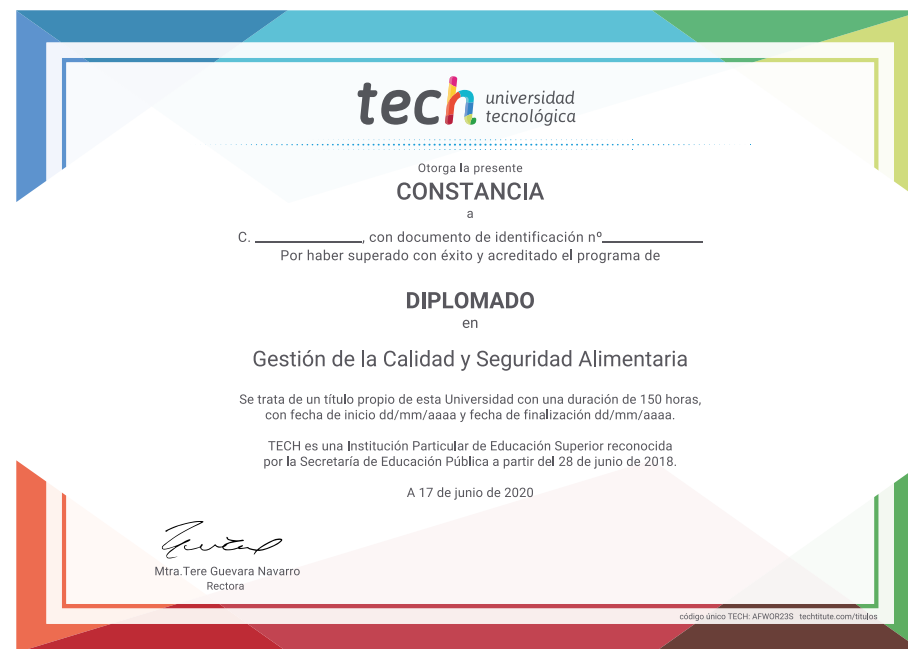 tech universidad
tecnológica
Otorga la presente
CONSTANCIA
a
C. ____________, con documento de identificación nº____________
Por haber superado con éxito y acreditado el programa de
DIPLOMADO
en
Gestión de la Calidad y Seguridad Alimentaria
Se trata de un título propio de esta Universidad con una duración de 150 horas,
con fecha de inicio dd/mm/aaaa y fecha de finalización dd/mm/aaaa.
TECH es una Institución Particular de Educación Superior reconocida
por la Secretaría de Educación Pública a partir del 28 de junio de 2018.
A 17 de junio de 2020
Mtra.Tere Guevara Navarro
Rectora
código único TECH: AFWOR23S techtitute.com/titulos